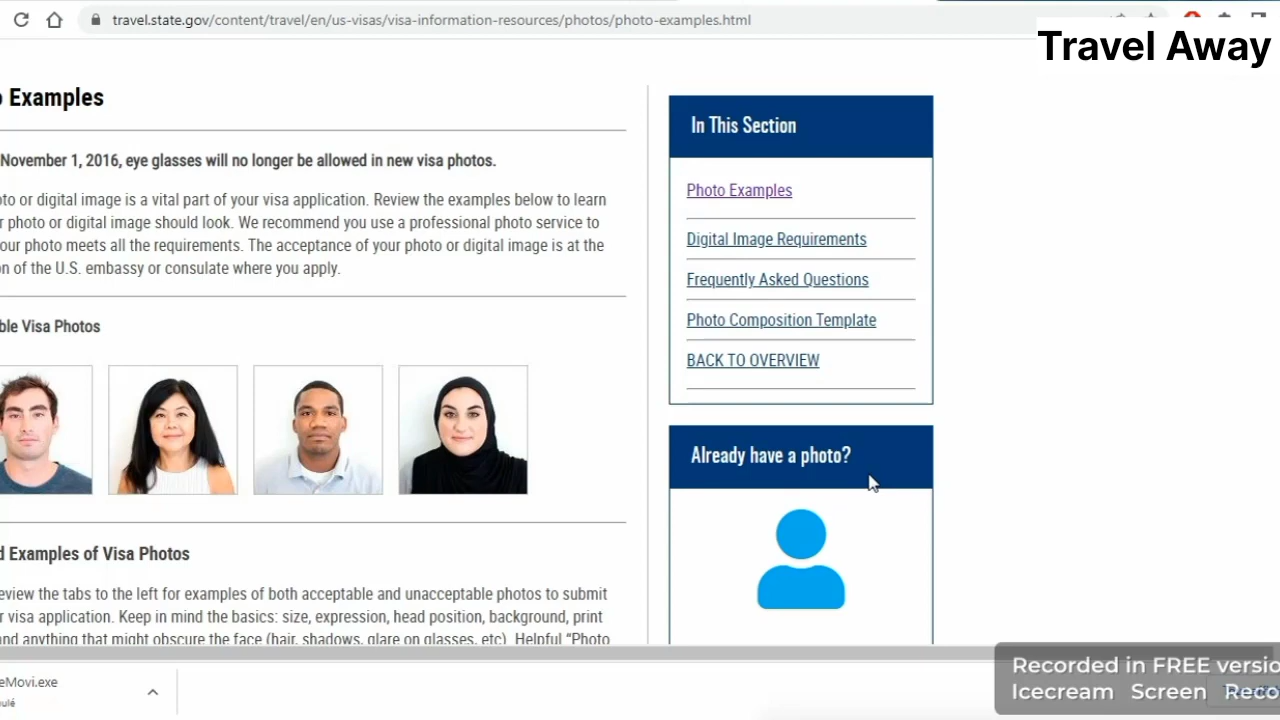 travel.state.gov/content/travel/en/us-visas/visa-information-resources/photos/photo-examples.html
Travel Away
Examples
November 1, 2016, eye glasses will no longer be allowed in new visa photos.
or digital image is a vital part of your visa application. Review the examples below to learn
photo or digital image should look. We recommend you use a professional photo service to
our photo meets all the requirements. The acceptance of your photo or digital image is at the
of the U.S. embassy or consulate where you apply.
ble Visa Photos
Examples of Visa Photos
eview the tabs to the left for examples of both acceptable and unacceptable photos to submit
visa application. Keep in mind the basics: size, expression, head position, background, print
and anything that might obscure the face (hair, shadows, glare on glasses, etc). Helpful “Photo
In This Section
Photo Examples
Digital Image Requirements
Frequently Asked Questions
Photo Composition Template
BACK TO OVERVIEW
Already have a photo?
eMovi.exe
ulé
Recorded in FREE versio
Icecream Screen Reco